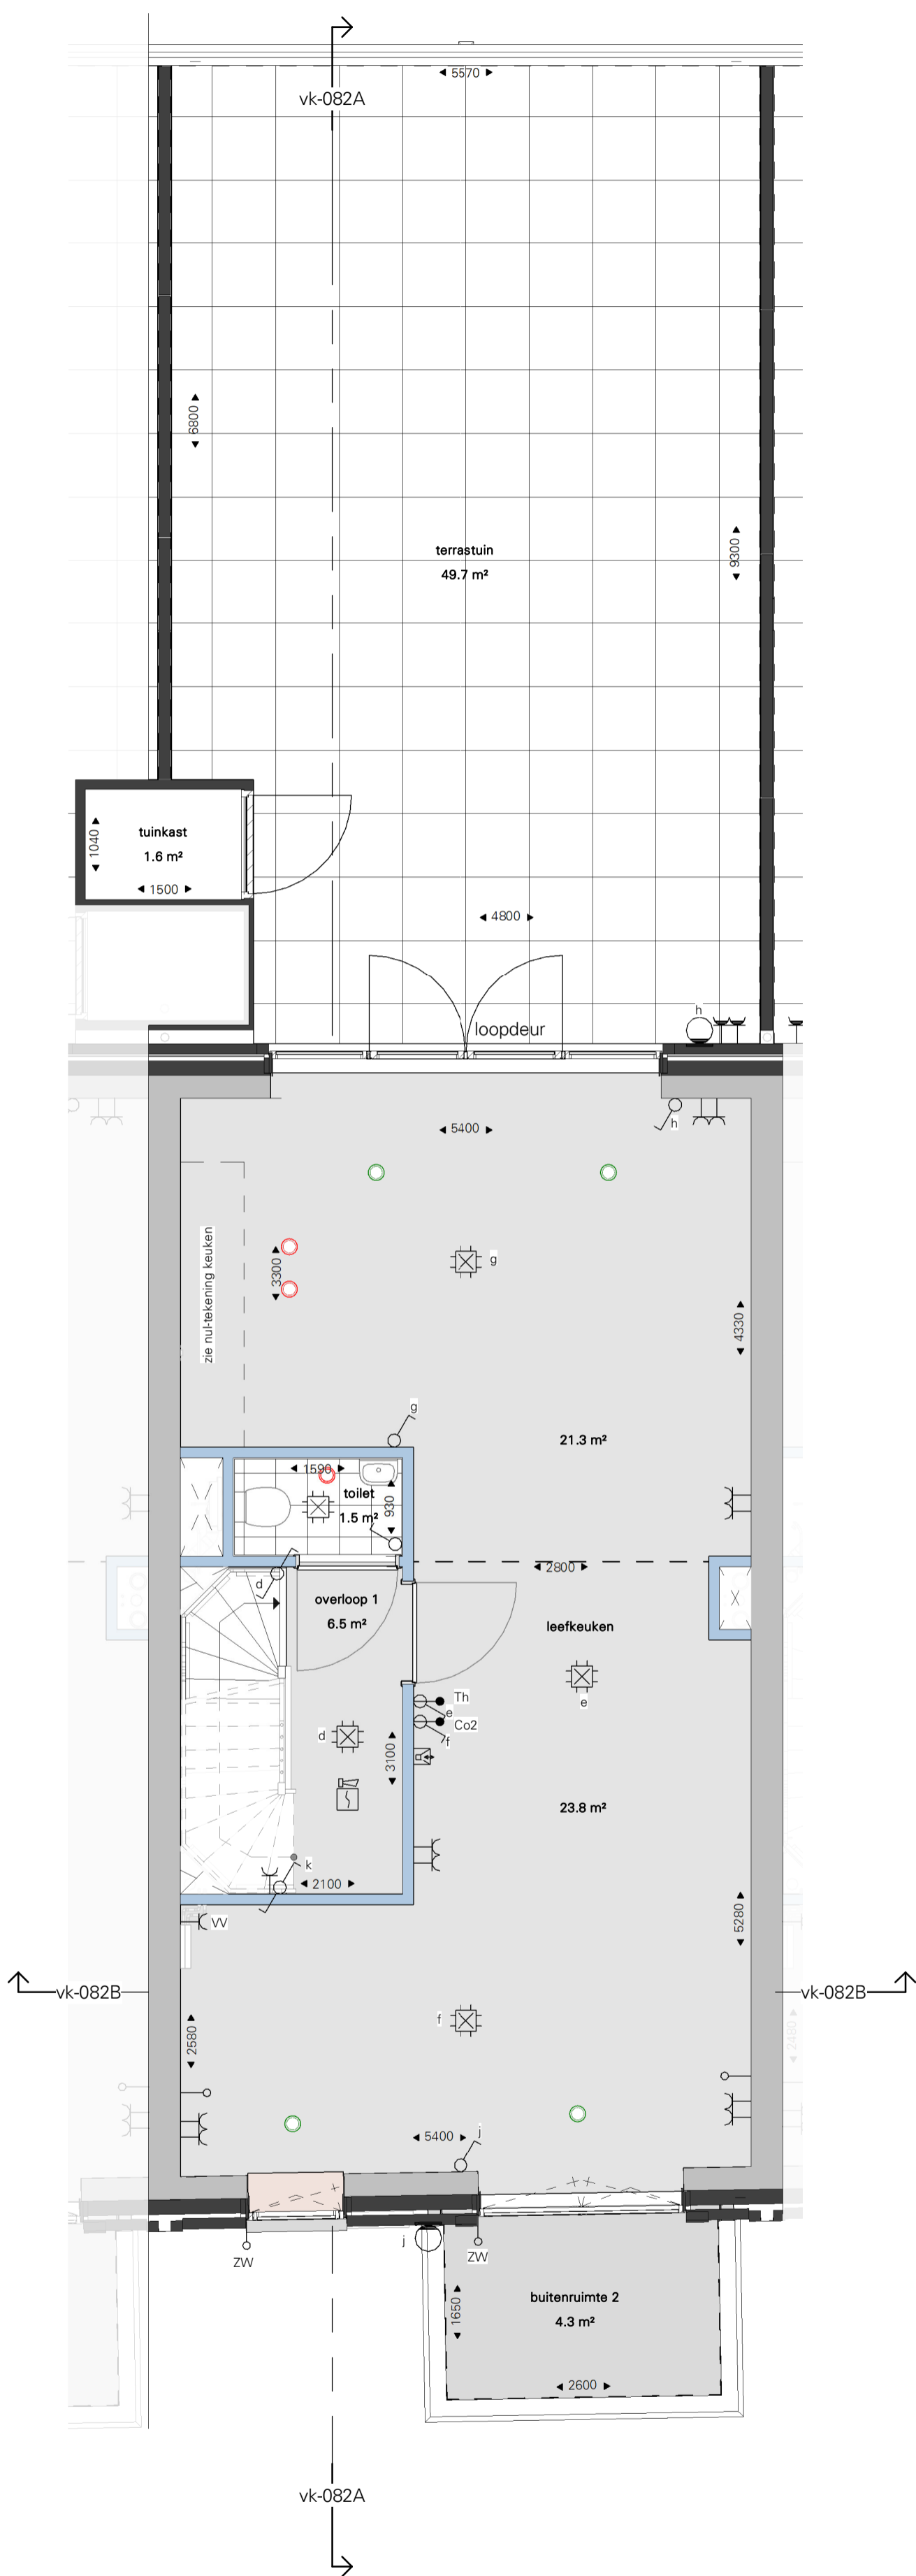 vk-082A
5570
6800
9300
terrastuin
49.7 m²
tuinkast
1.6 m²
1040
1500
4800
loopdeur
h
h
5400
g
3300
zie nul-tekening keuken
4330
g
21.3 m²
1590
toilet
1.5 m²
930
2800
d
overloop 1
6.5 m²
leefkeuken
e
Th
e
Co2
f
d
3100
23.8 m²
k
2100
VV
5280
vk-082B
vk-082B
f
2580
2480
5400
j
ZW
j
ZW
buitenruimte 2
4.3 m²
1650
2600
vk-082A